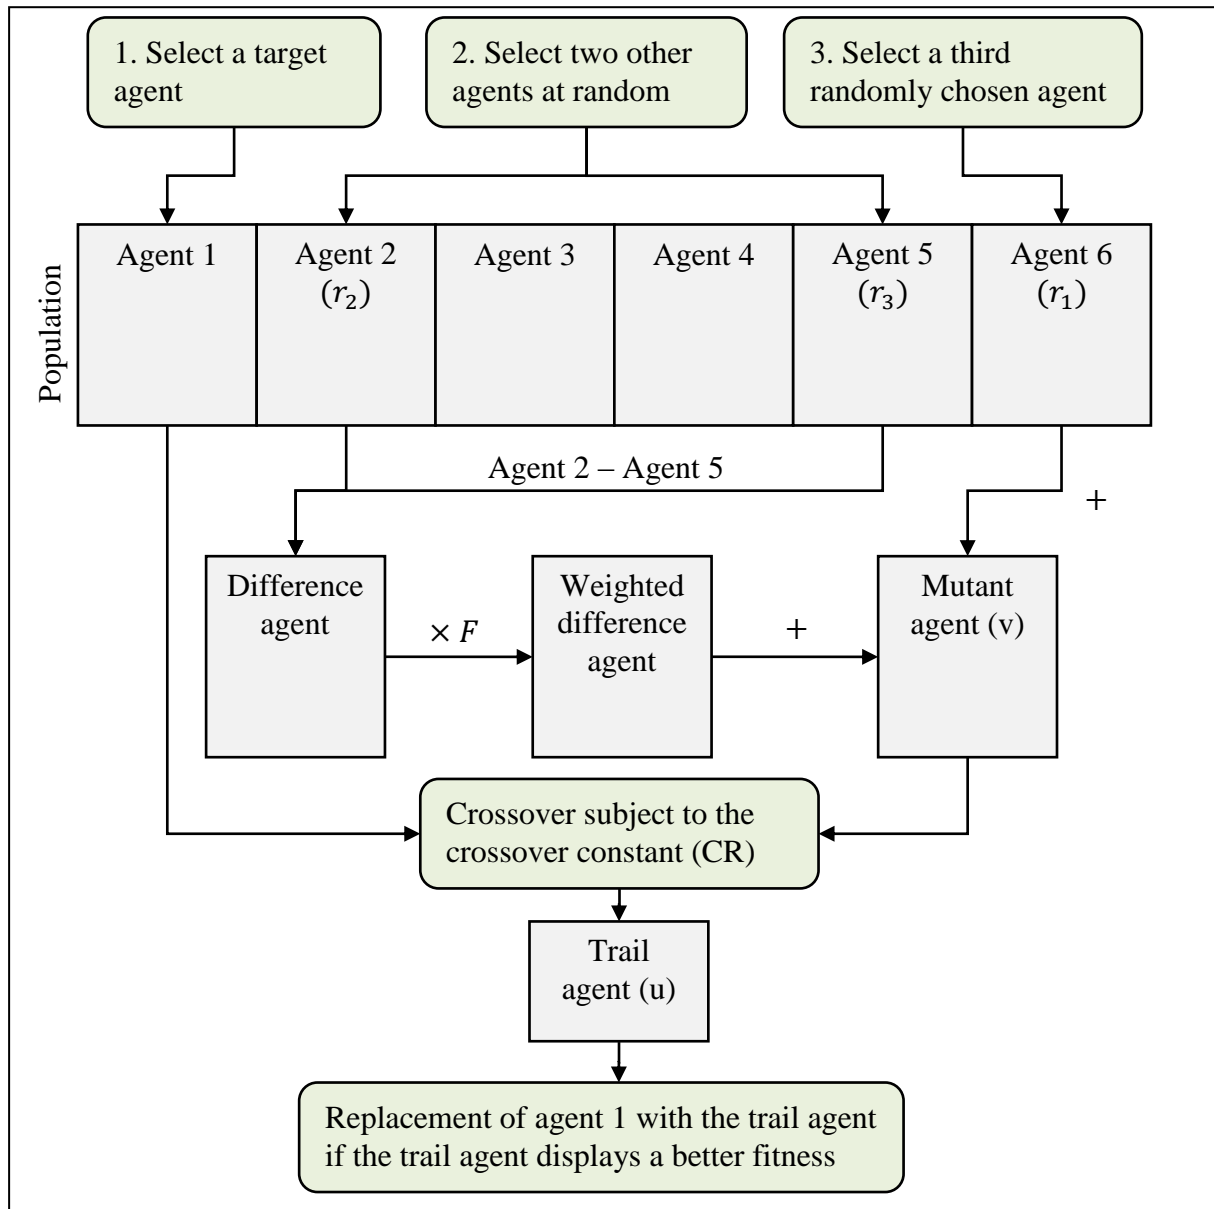 1. Select a target
agent
2. Select two other
agents at random
3. Select a third
randomly chosen agent
Population
Agent 1
Agent 2
(r₂)
Agent 3
Agent 4
Agent 5
(r₃)
Agent 6
(r₁)
Agent 2 – Agent 5
+
Difference
agent
× F
Weighted
difference
agent
+
Mutant
agent (v)
Crossover subject to the
crossover constant (CR)
Trail
agent (u)
Replacement of agent 1 with the trail agent
if the trail agent displays a better fitness